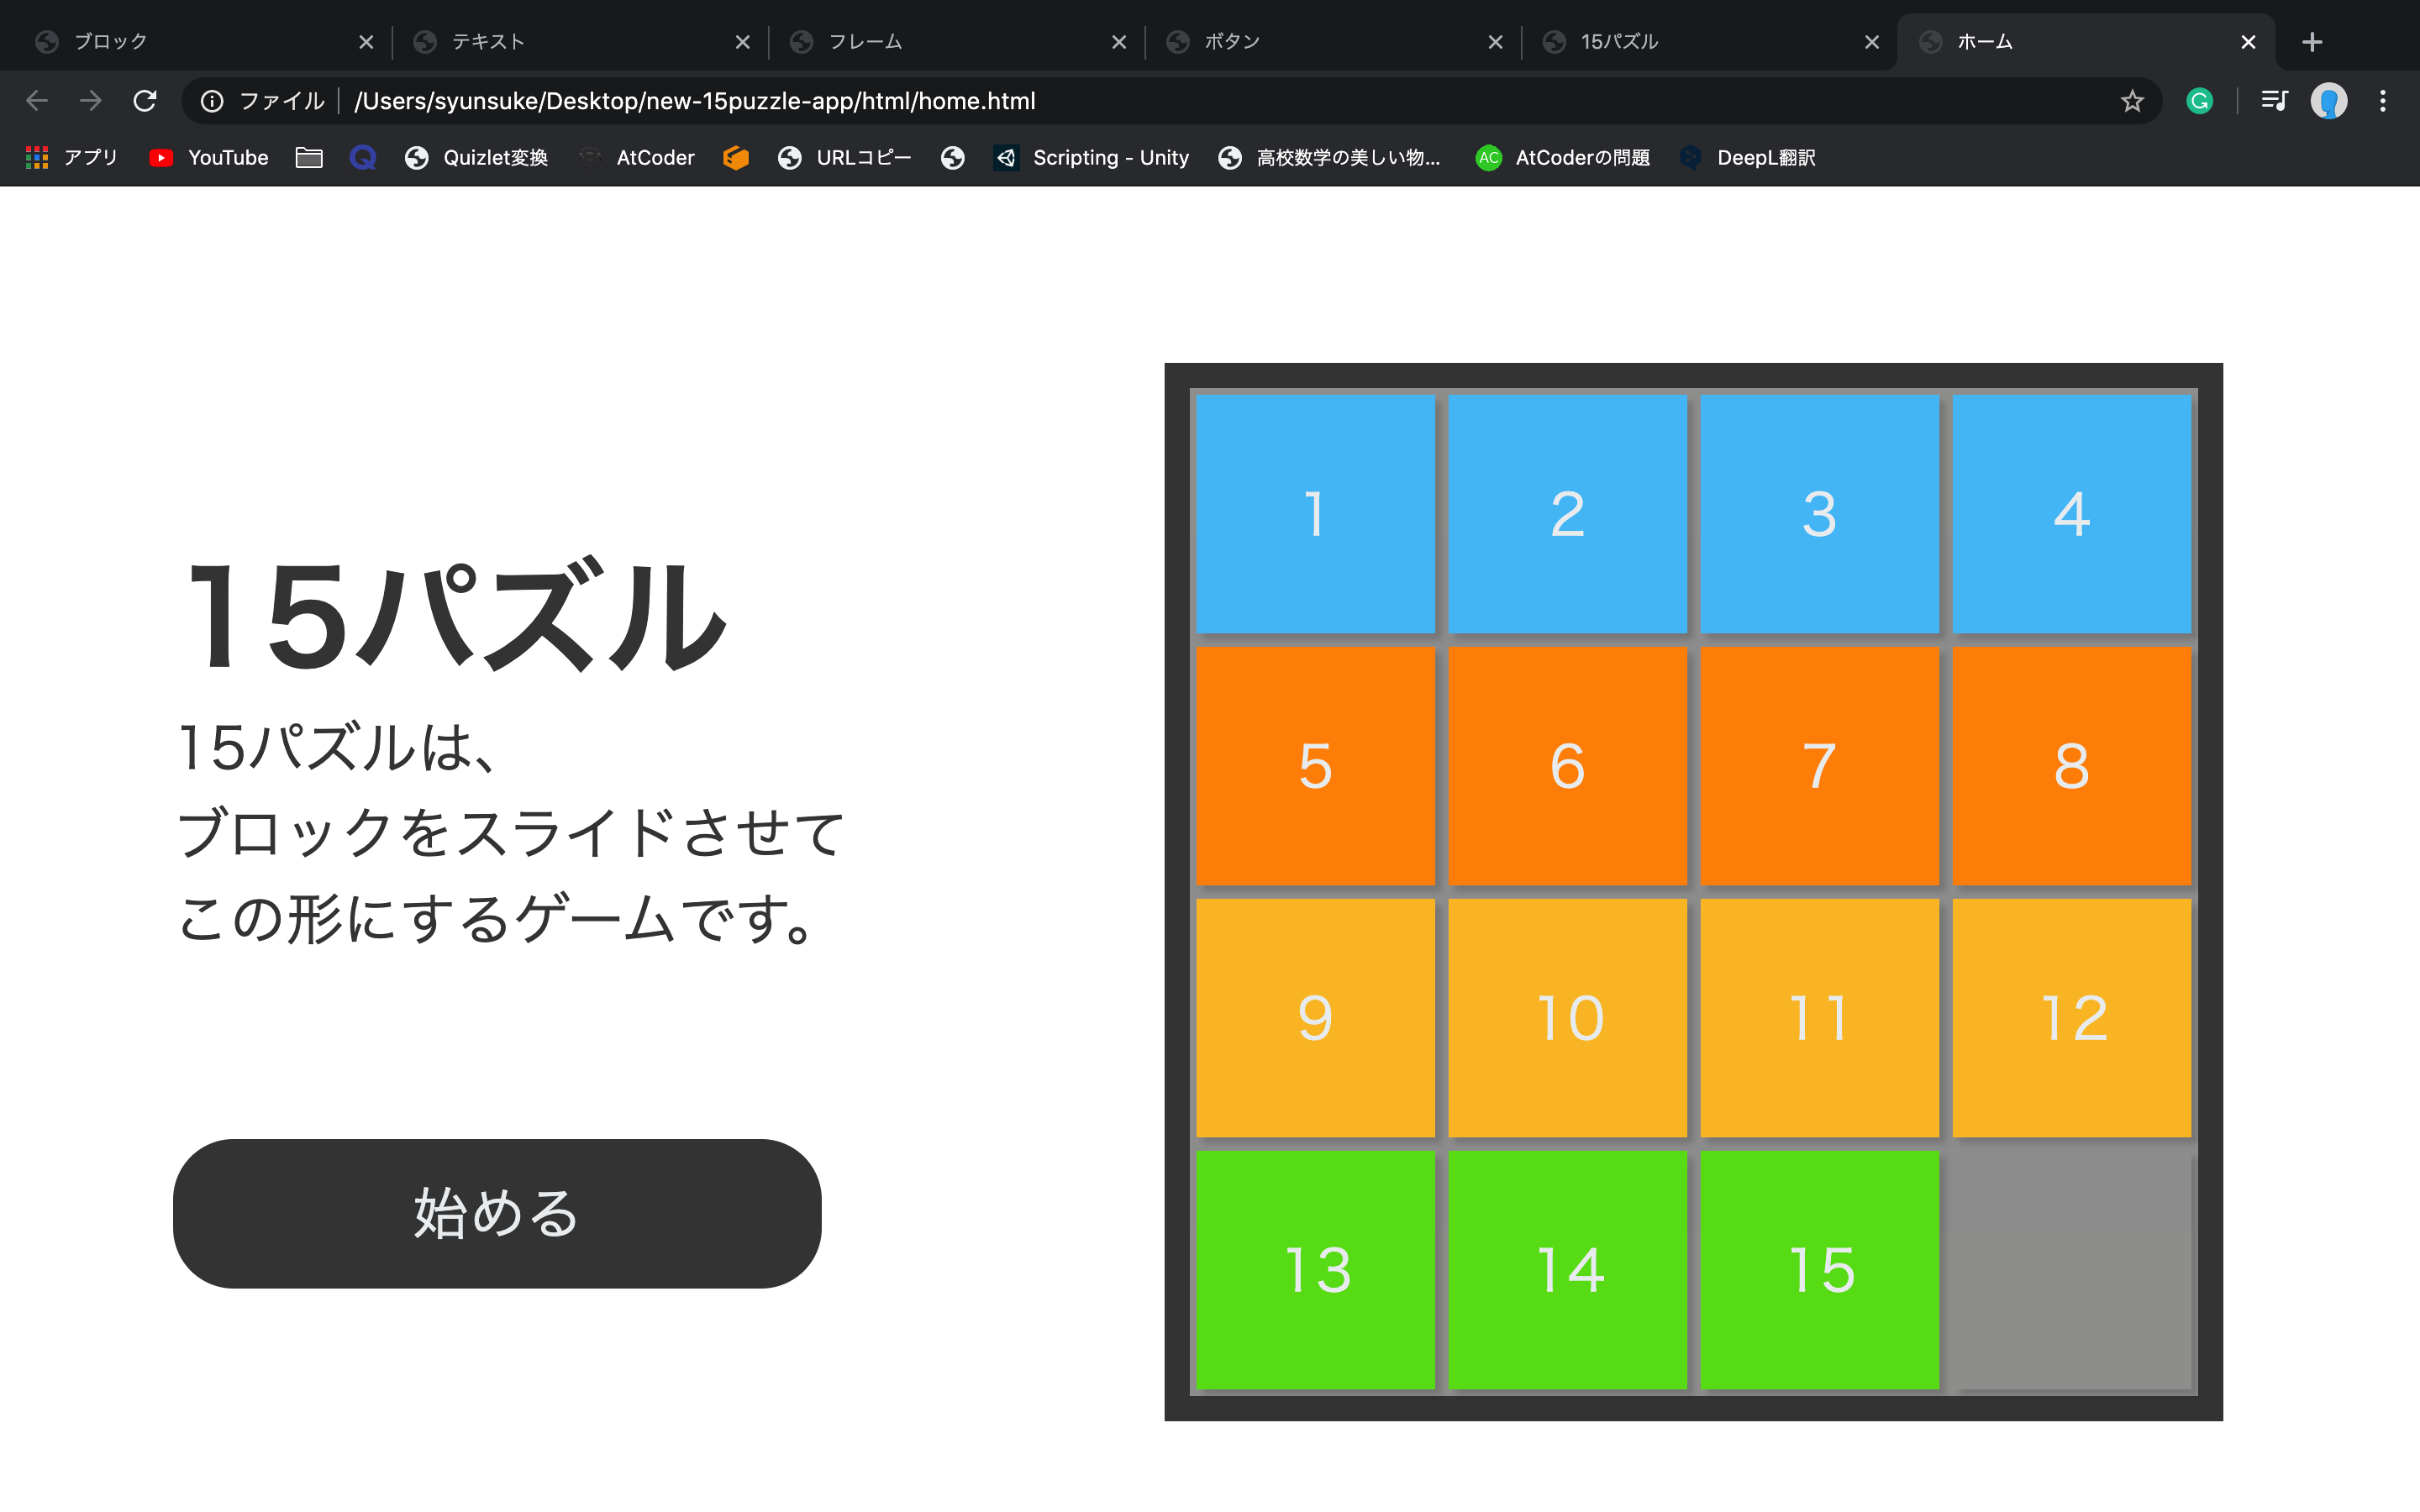 ブロック
テキスト
フレーム
ボタン
15パズル
ホーム
ファイル /Users/syunsuke/Desktop/new-15puzzle-app/html/home.html
アプリ YouTube Quizlet変換 AtCoder URLコピー Scripting - Unity 高校数学の美しい物... AC AtCoderの問題 DeepL翻訳
15パズル
15パズルは、
ブロックをスライドさせて
この形にするゲームです。
始める
1 2 3 4
5 6 7 8
9 10 11 12
13 14 15